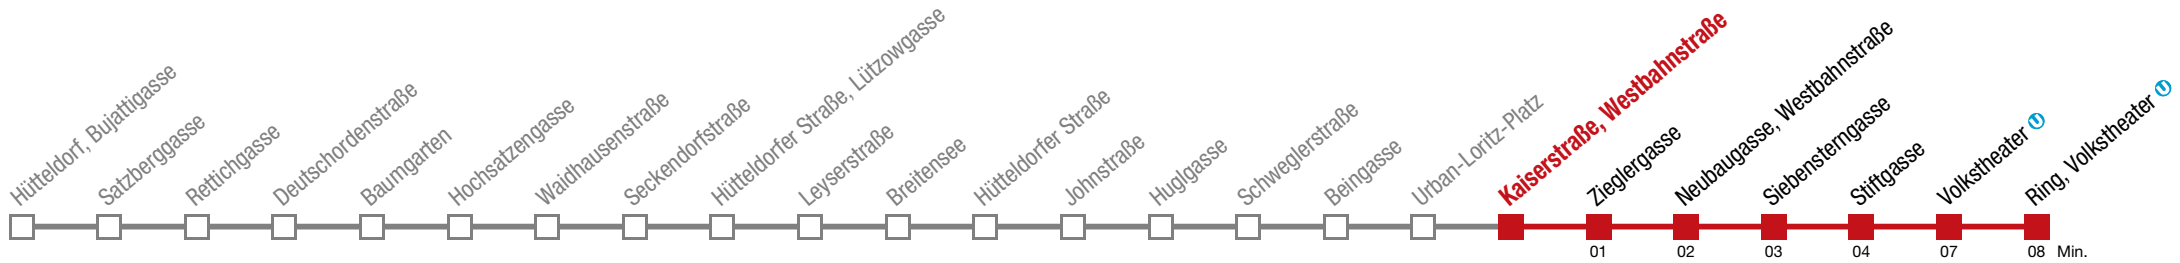 Hütteldorf, Bujattigasse
Satzberggasse
Rettichgasse
Deutschordenstraße
Baumgarten
Hochsatzengasse
Waidhausenstraße
Seckendorfstraße
Hütteldorfer Straße, Lützowgasse
Leyserstraße
Breitensee
Hütteldorfer Straße
Johnstraße
Huglgasse
Schweglerstraße
Beingasse
Urban-Loritz-Platz
Kaiserstraße, Westbahnstraße
Zieglergasse
Neubaugasse, Westbahnstraße
Siebensterngasse
Stiftgasse
Volkstheater U
Ring, Volkstheater U
01 02 03 04 07 08 Min.